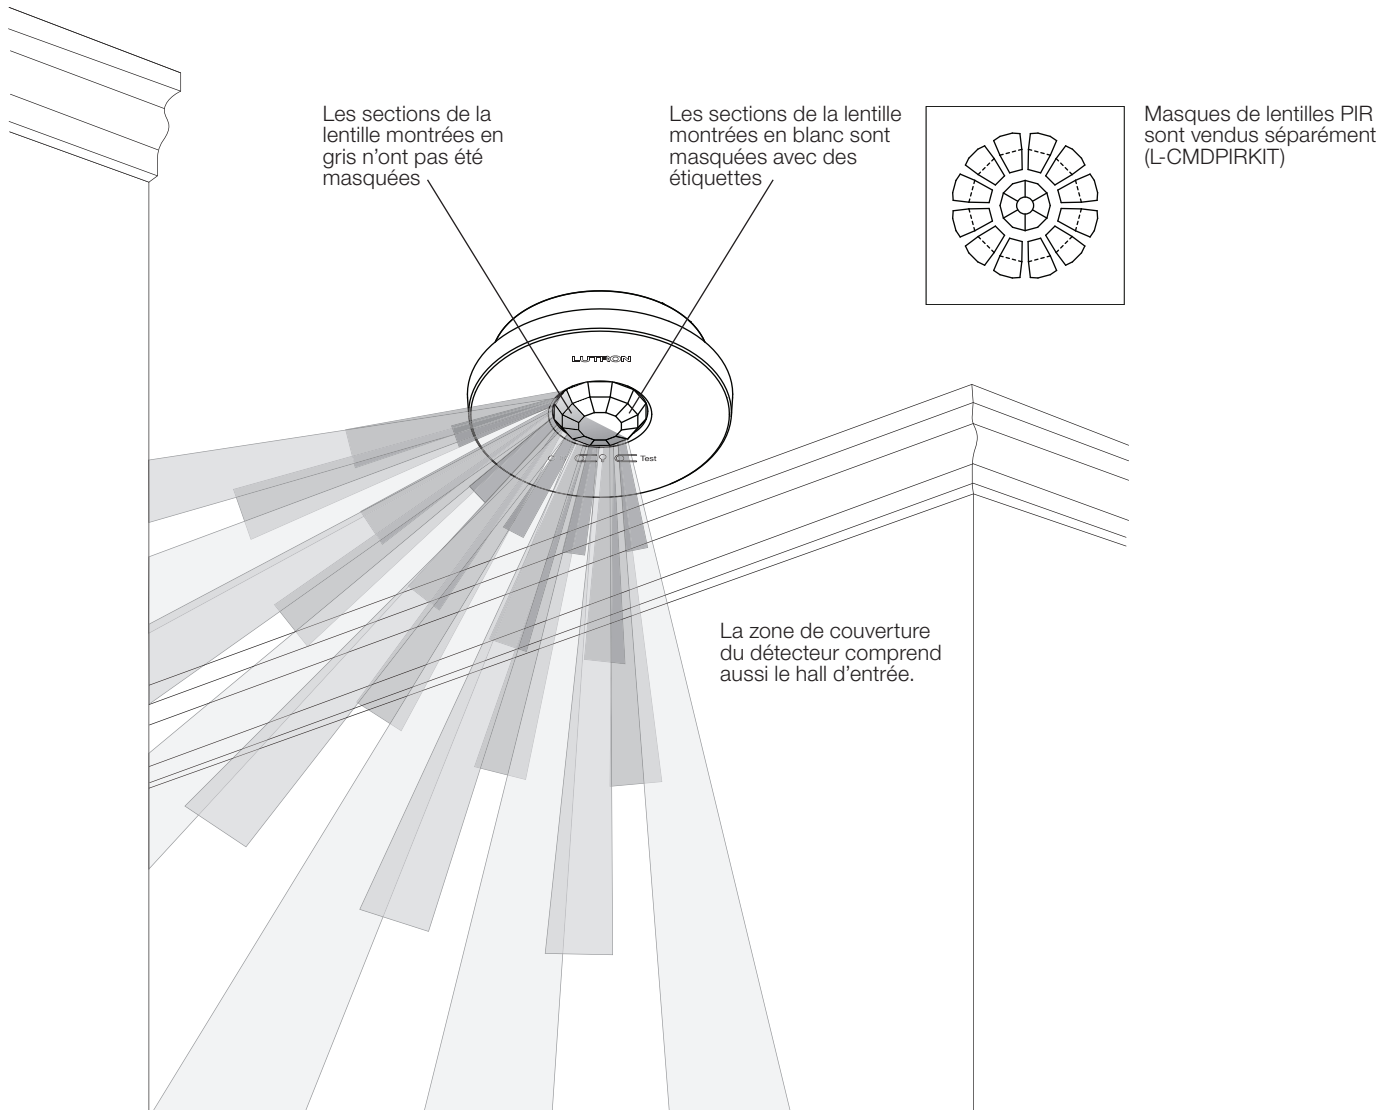 Les sections de la
lentille montrées en
gris n’ont pas été
masquées
Les sections de la lentille
montrées en blanc sont
masquées avec des
étiquettes
Masques de lentilles PIR
sont vendus séparément
(L-CMDPIRKIT)
LUTRON
Test
La zone de couverture
du détecteur comprend
aussi le hall d’entrée.